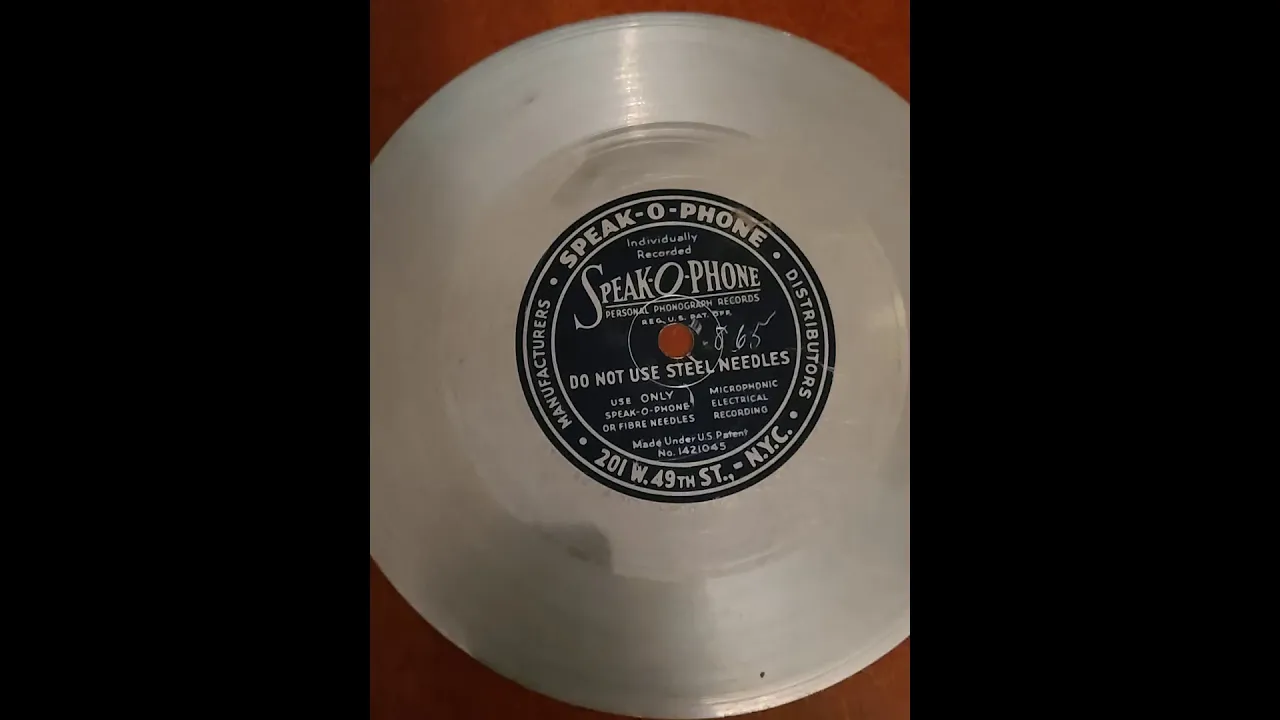 SPEAK-O-PHONE
MANUFACTURERS
DISTRIBUTORS
Individually
Recorded
SPEAK-O-PHONE
PERSONAL PHONOGRAPH RECORDS
REG. U.S. PAT. OFF.
865
DO NOT USE STEEL NEEDLES
USE ONLY
SPEAK-O-PHONE
OR FIBRE NEEDLES
MICROPHONIC
ELECTRICAL
RECORDING
Made Under U.S. Patent
No. 1421045
201 W. 49TH ST., - N.Y.C.